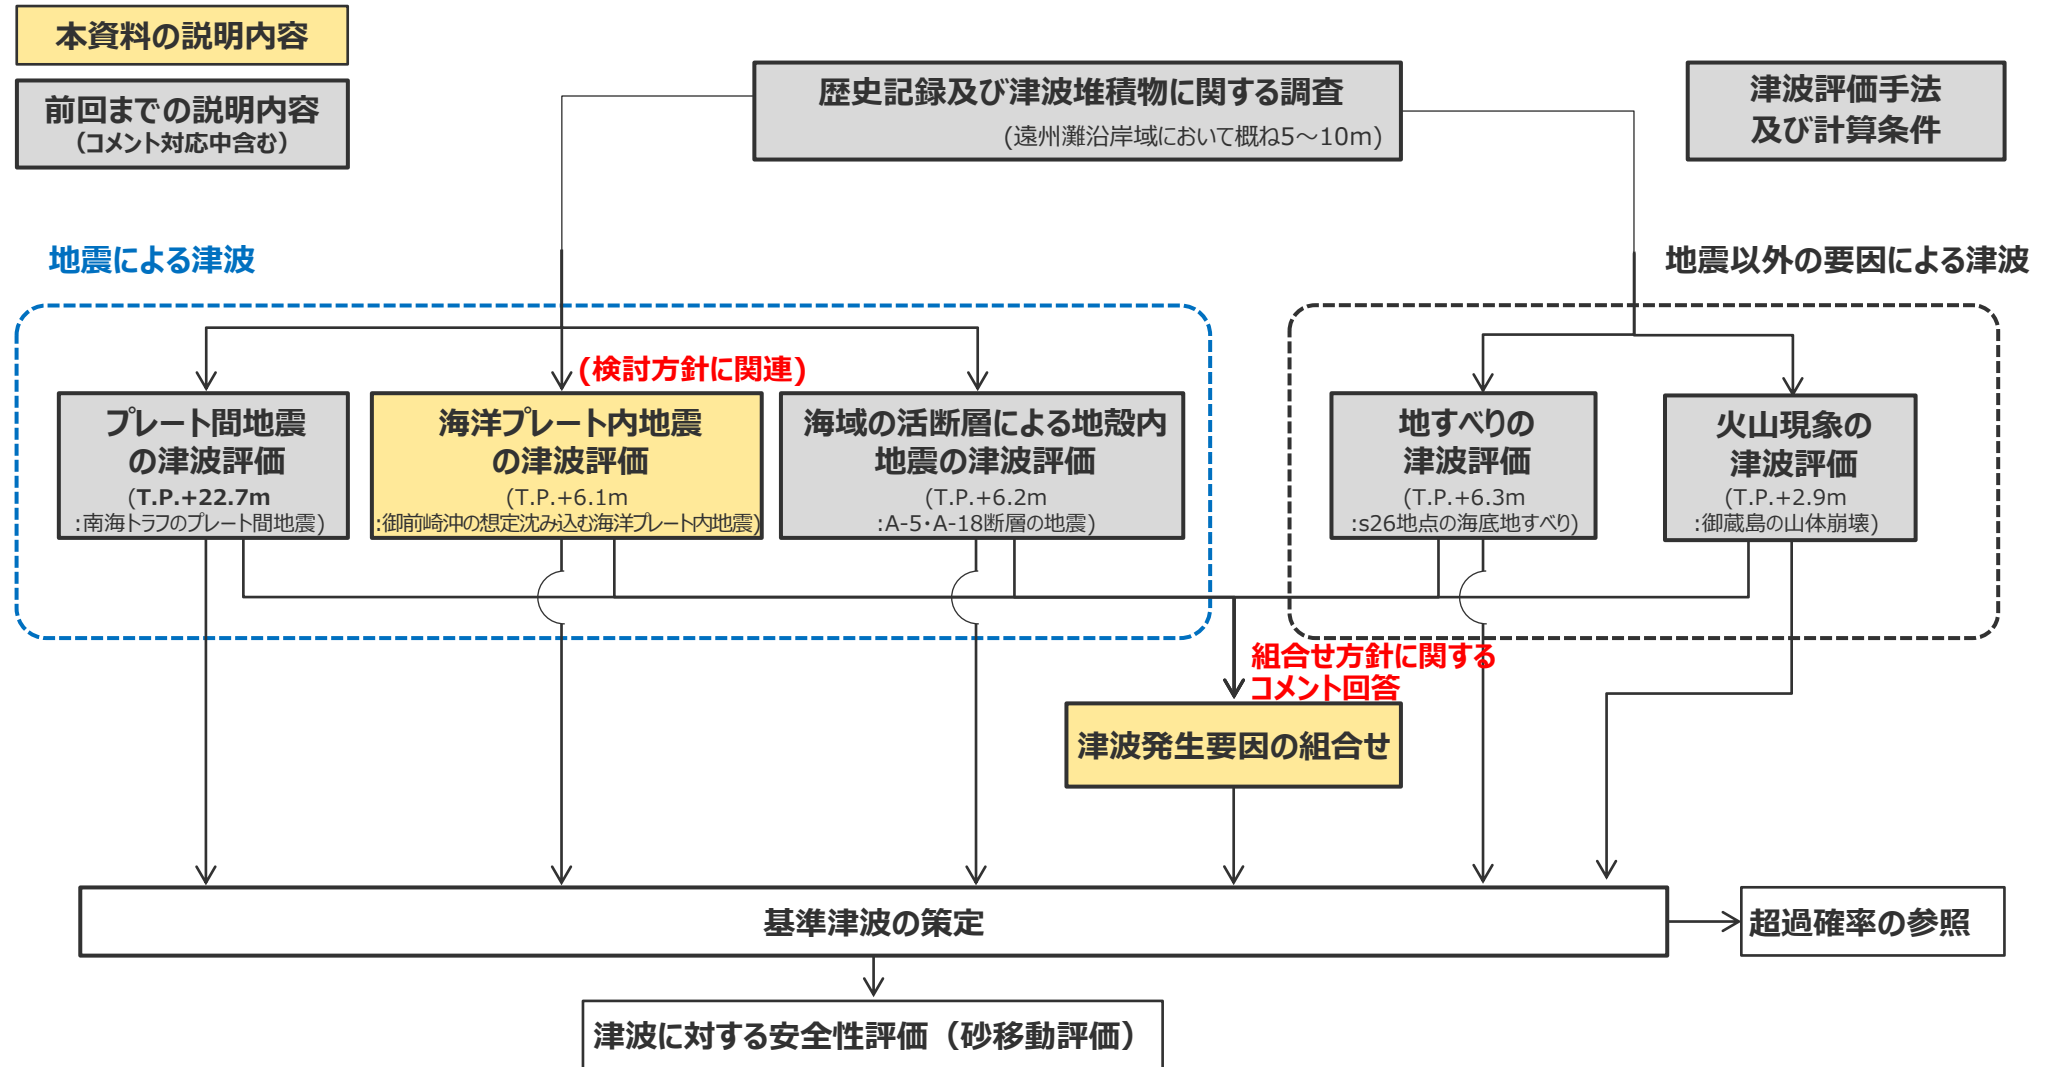 本資料の説明内容
前回までの説明内容
（コメント対応中含む）
歴史記録及び津波堆積物に関する調査
(遠州灘沿岸域において概ね5～10m)
津波評価手法
及び計算条件
地震による津波
地震以外の要因による津波
(検討方針に関連)
プレート間地震
の津波評価
(T.P.+22.7m
:南海トラフのプレート間地震)
海洋プレート内地震
の津波評価
(T.P.+6.1m
:御前崎沖の想定沈み込む海洋プレート内地震)
海域の活断層による地殻内
地震の津波評価
(T.P.+6.2m
:A-5・A-18断層の地震)
地すべりの
津波評価
(T.P.+6.3m
:s26地点の海底地すべり)
火山現象の
津波評価
(T.P.+2.9m
:御蔵島の山体崩壊)
組合せ方針に関する
コメント回答
津波発生要因の組合せ
基準津波の策定
超過確率の参照
津波に対する安全性評価（砂移動評価）